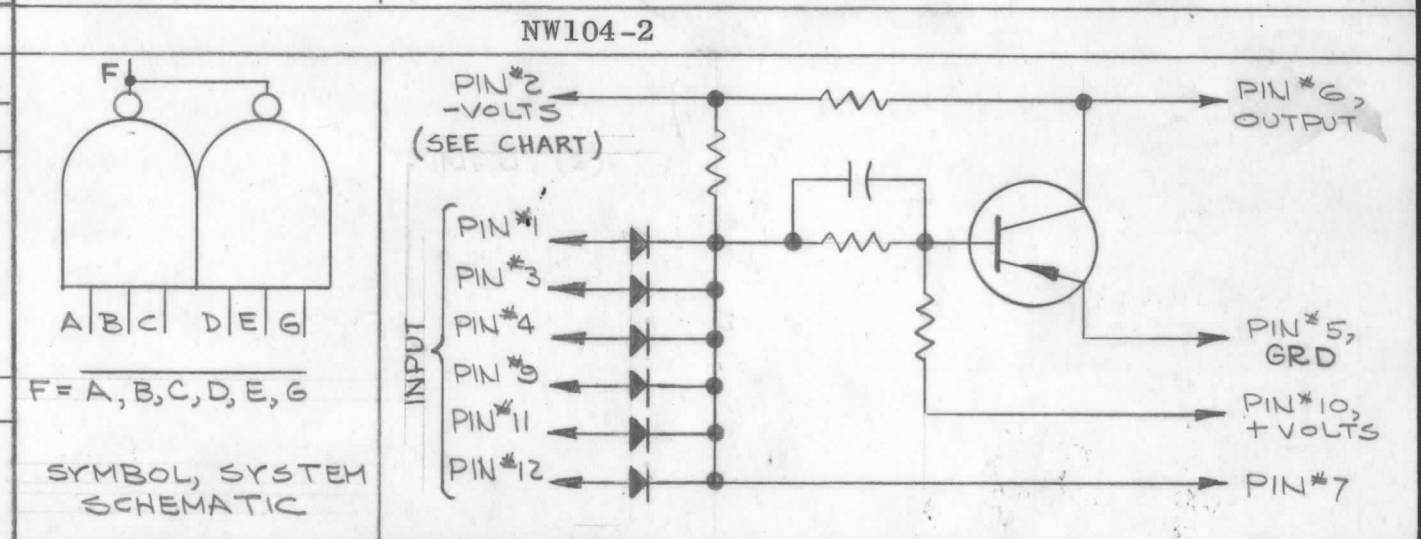 NW104-2
F
A B C D E G
F = A, B, C, D, E, G
SYMBOL, SYSTEM
SCHEMATIC
PIN #2
-VOLTS
(SEE CHART)
INPUT
PIN #1
PIN #3
PIN #4
PIN #9
PIN #11
PIN #12
PIN #6,
OUTPUT
PIN #5,
GRD
PIN #10,
+ VOLTS
PIN #7